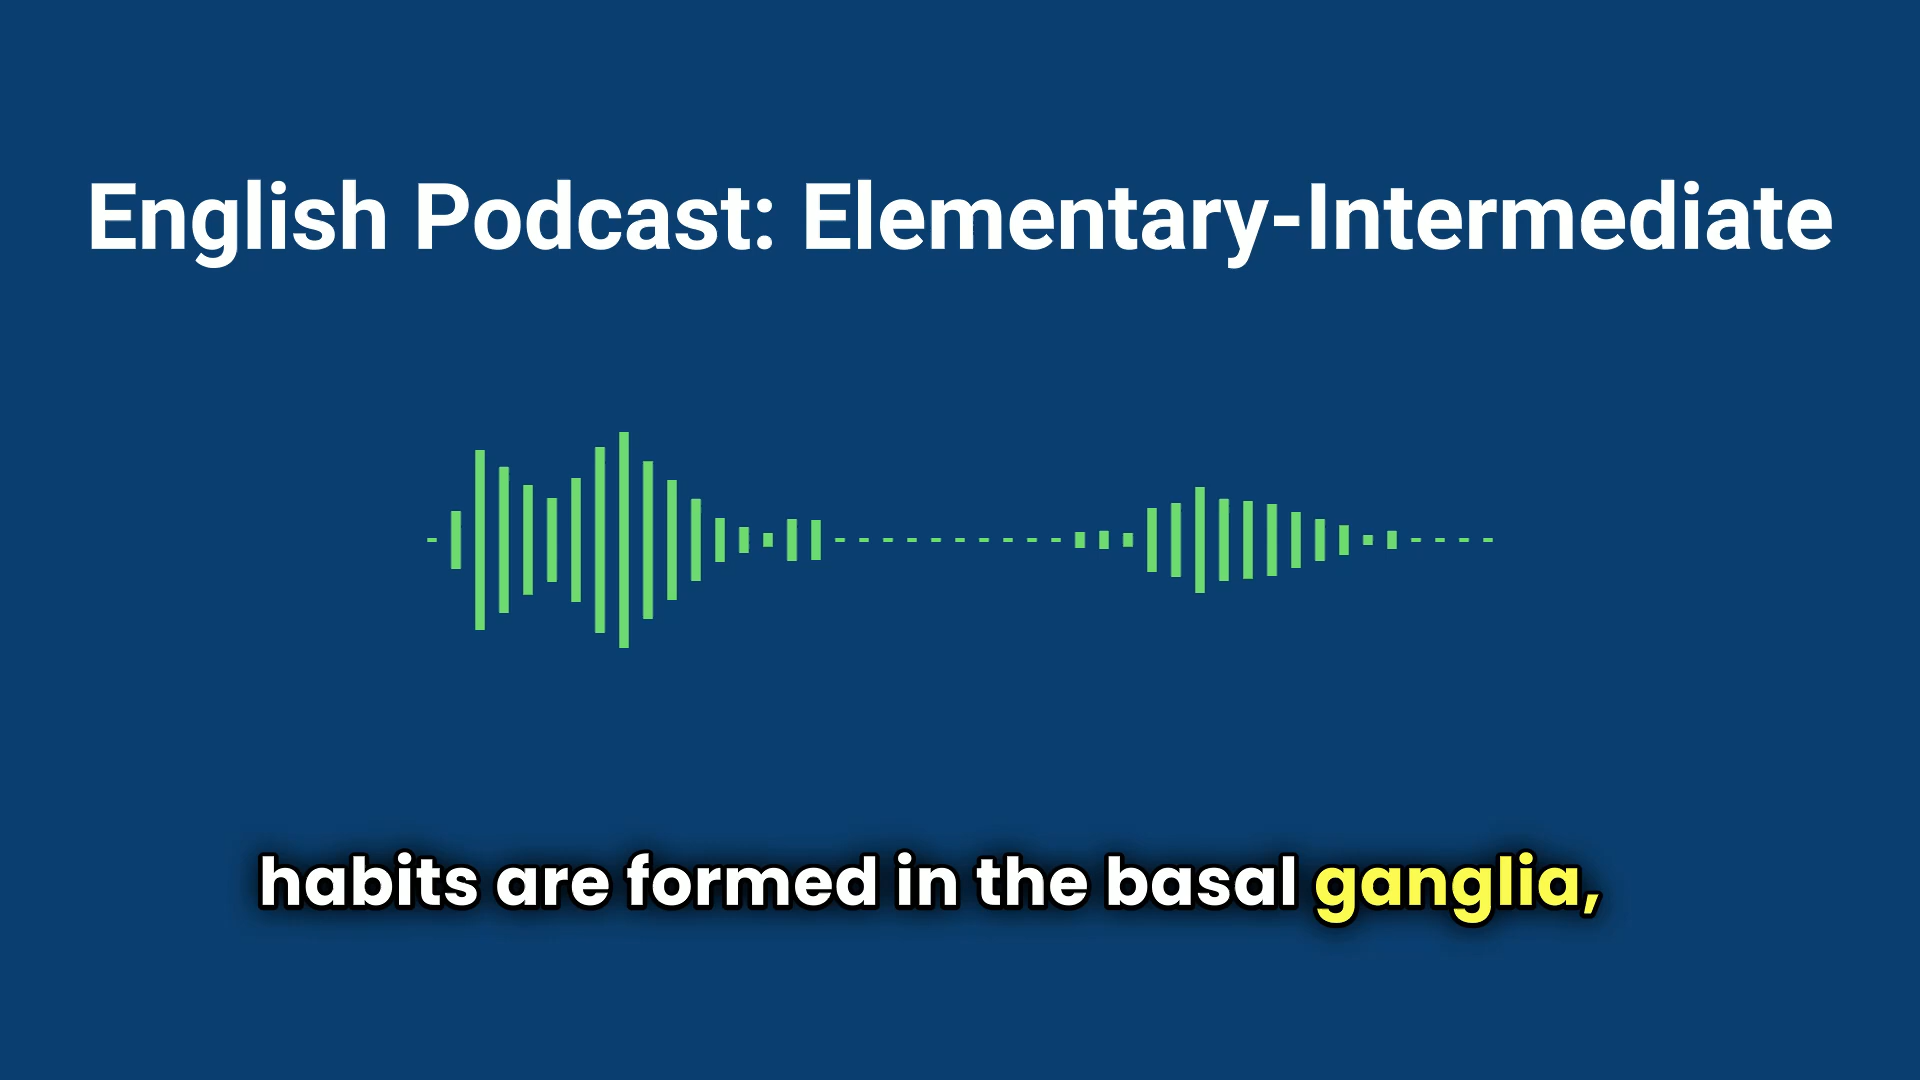 English Podcast: Elementary-Intermediate
habits are formed in the basal ganglia,